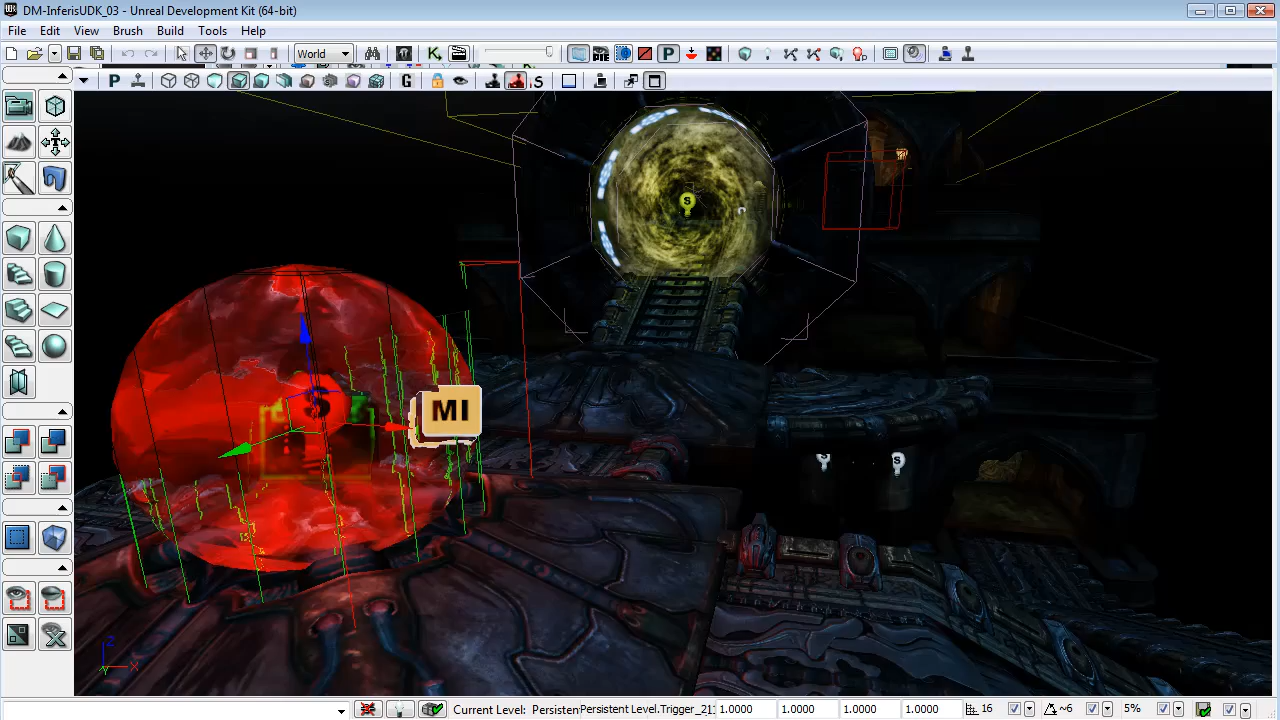 DM-InferisUDK_03 - Unreal Development Kit (64-bit)
File Edit View Brush Build Tools Help
World
P
P G S
S
MI
S S
Z
X
Y
Current Level: Persisten Persistent Level.Trigger_21 1.0000 1.0000 1.0000 1.0000 16 ~6 5%